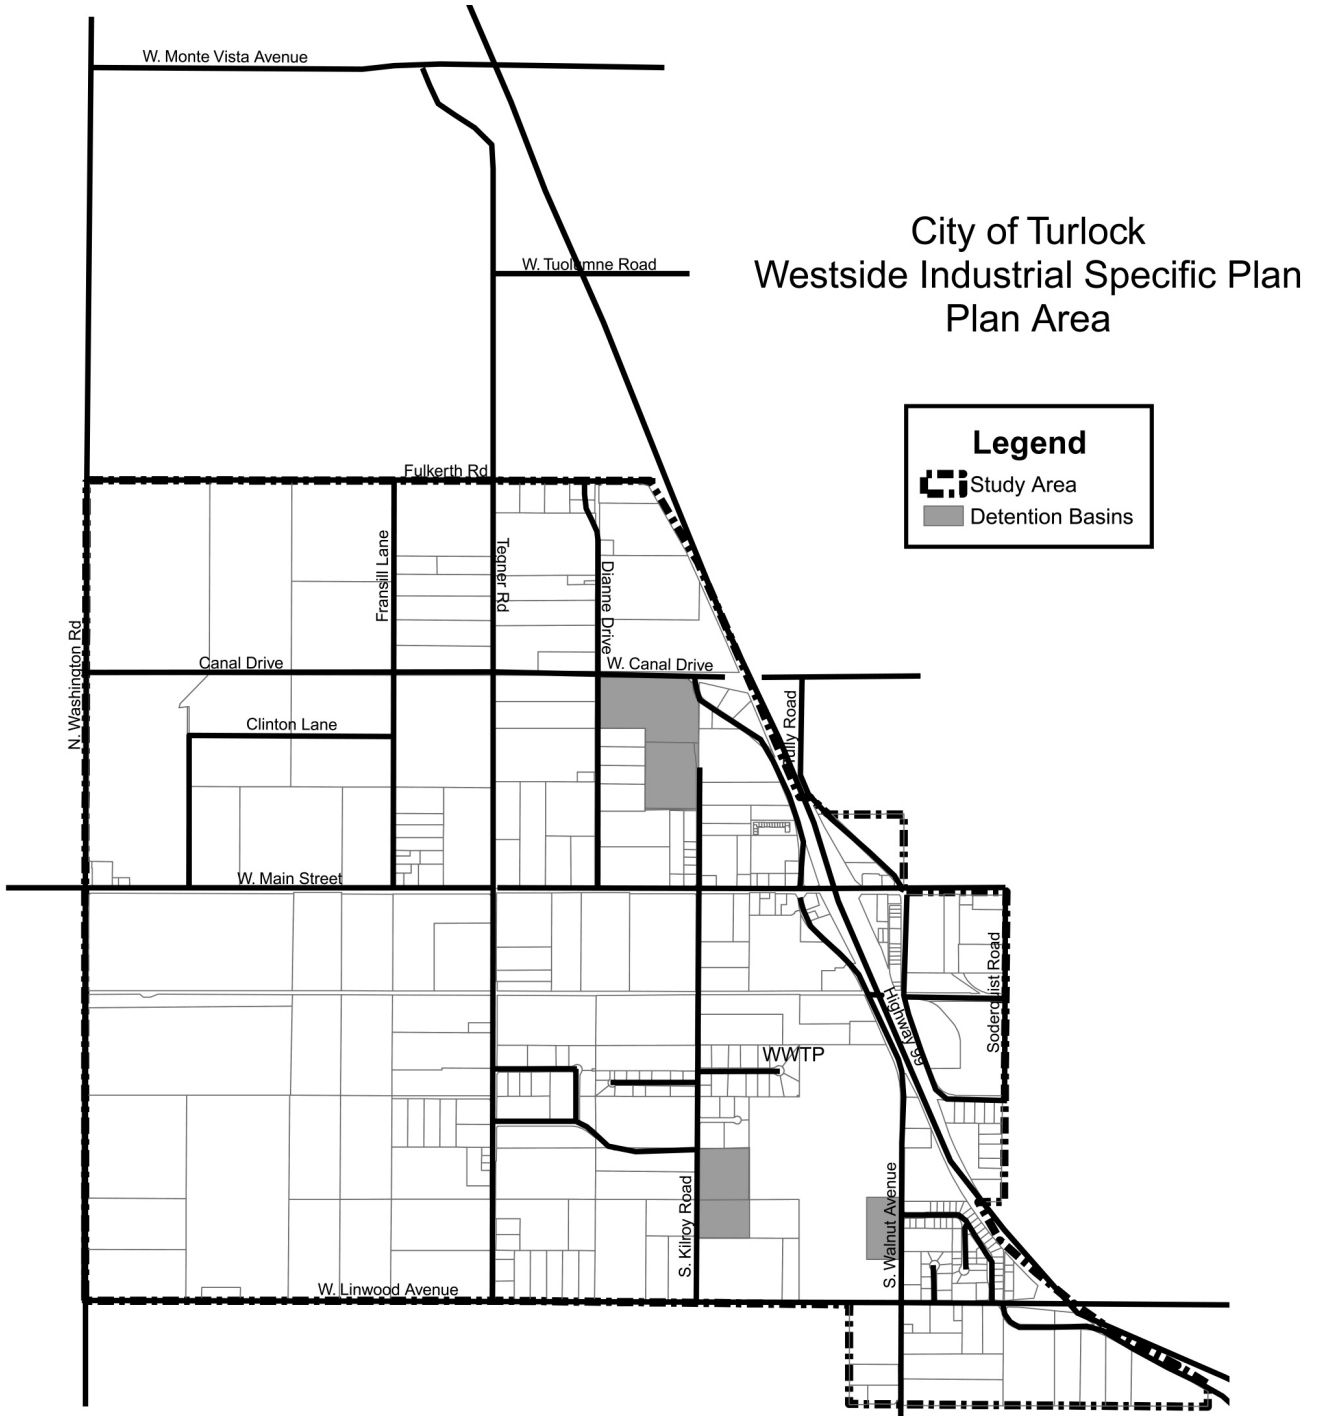 W. Monte Vista Avenue
City of Turlock
Westside Industrial Specific Plan
Plan Area
W. Tuolumne Road
Legend
Study Area
Detention Basins
Fulkerth Rd
Fransill Lane
Tegner Rd
Dianne Drive
N. Washington Rd
Canal Drive
W. Canal Drive
Clinton Lane
W. Main Street
Soderquist Road
Highway 99
WWTP
S. Kilroy Road
S. Walnut Avenue
W. Linwood Avenue